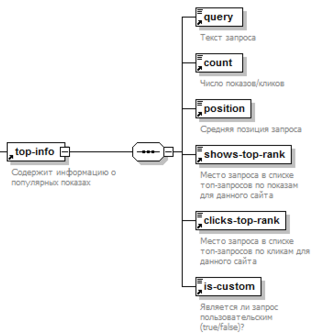 query
Текст запроса
count
Число показов/кликов
position
Средняя позиция запроса
top-info
Содержит информацию о
популярных показах
shows-top-rank
Место запроса в списке
топ-запросов по показам
для данного сайта
clicks-top-rank
Место запроса в списке
топ-запросов по кликам для
данного сайта
is-custom
Является ли запрос
пользовательским
(true/false)?